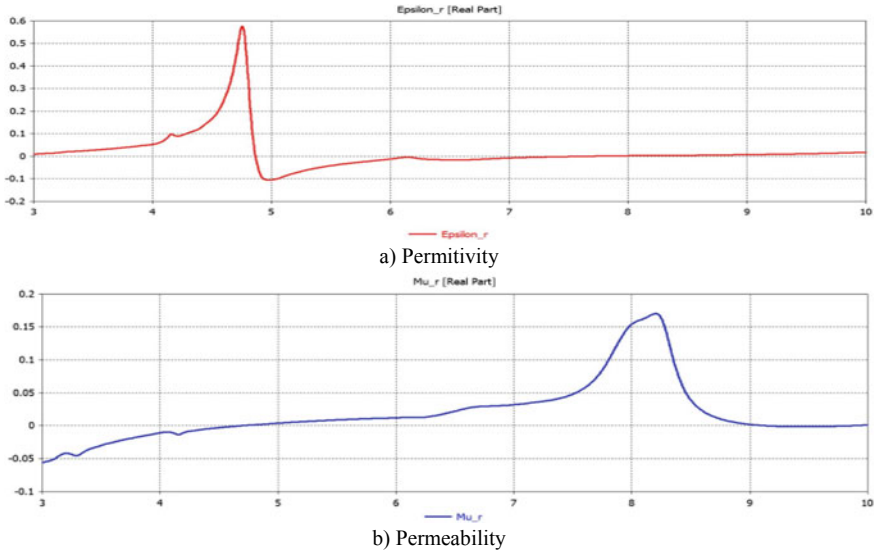 Epsilon_r [Real Part]
0.6
0.5
0.4
0.3
0.2
0.1
0
-0.1
-0.2
3 4 5 6 7 8 9 10
Epsilon_r
a) Permitivity
Mu_r [Real Part]
0.2
0.15
0.1
0.05
0
-0.05
-0.1
3 4 5 6 7 8 9 10
Mu_r
b) Permeability